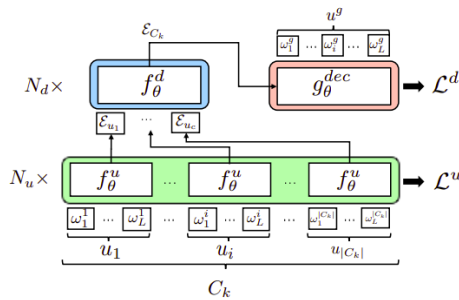 u^g
ℰ_{C_k}
ω_1^g ... ω_i^g ... ω_L^g
N_d× f_θ^d g_θ^{dec} ℒ^d
ℰ_{u_1} ... ℰ_{u_c}
N_u× f_θ^u ... f_θ^u ... f_θ^u ℒ^u
ω_1^1 ... ω_L^1 ... ω_1^i ... ω_L^i ... ω_1^{|C_k|} ... ω_L^{|C_k|}
u_1 u_i u_{|C_k|}
C_k